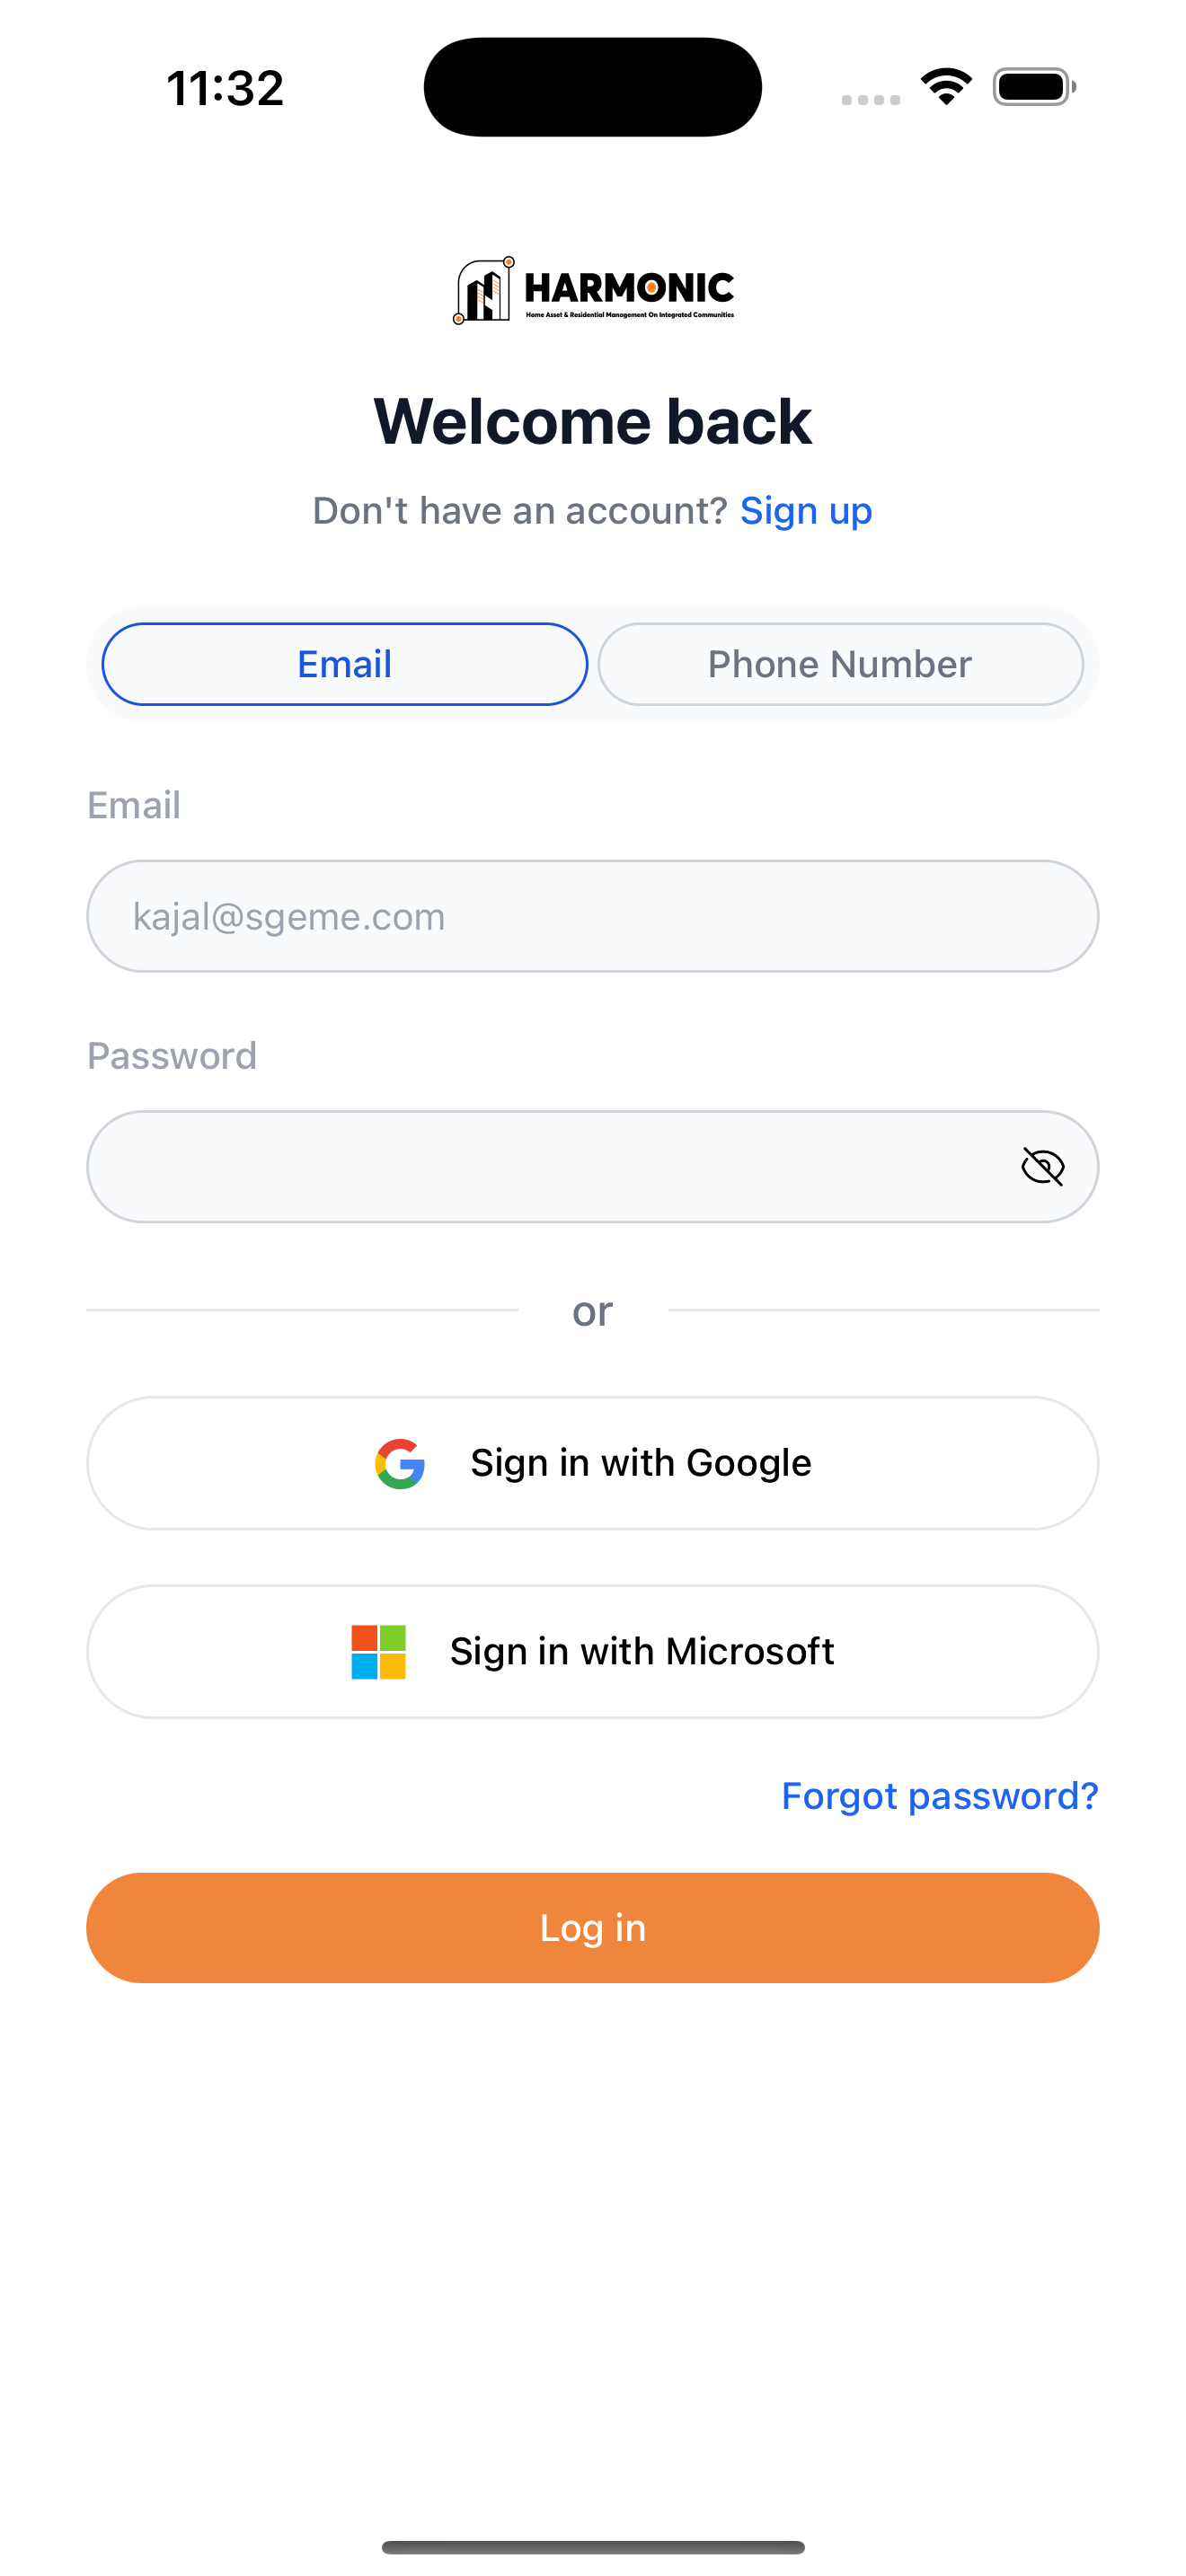 11:32
HARMONIC
Home Asset & Residential Management On Integrated Communities
Welcome back
Don't have an account? Sign up
Email
Phone Number
Email
kajal@sgeme.com
Password
or
Sign in with Google
Sign in with Microsoft
Forgot password?
Log in